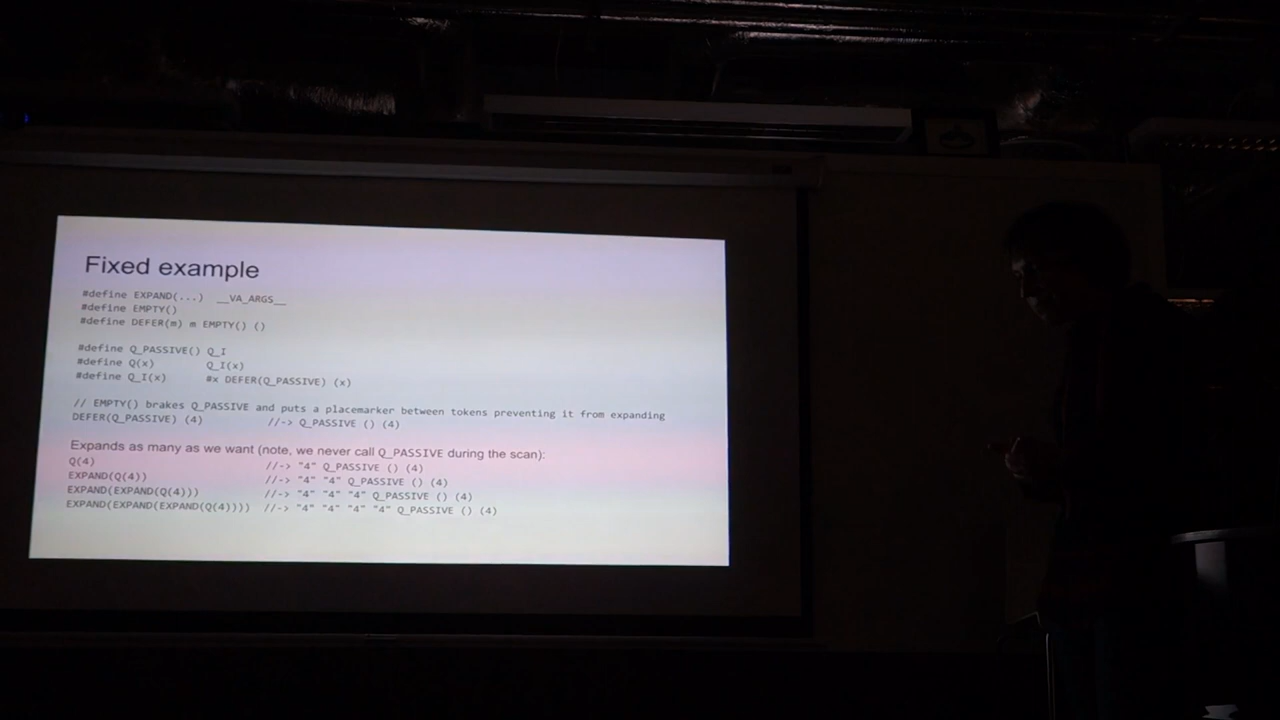 Fixed example
#define EXPAND(...)  __VA_ARGS__
#define EMPTY()
#define DEFER(m) m EMPTY() ()
#define Q_PASSIVE() Q_I
#define Q(x)        Q_I(x)
#define Q_I(x)      #x DEFER(Q_PASSIVE) (x)
// EMPTY() brakes Q_PASSIVE and puts a placemarker between tokens preventing it from expanding
DEFER(Q_PASSIVE) (4)          //-> Q_PASSIVE () (4)
Expands as many as we want (note, we never call Q_PASSIVE during the scan):
Q(4)                          //-> "4" Q_PASSIVE () (4)
EXPAND(Q(4))                  //-> "4" "4" Q_PASSIVE () (4)
EXPAND(EXPAND(Q(4)))          //-> "4" "4" "4" Q_PASSIVE () (4)
EXPAND(EXPAND(EXPAND(Q(4))))  //-> "4" "4" "4" "4" Q_PASSIVE () (4)